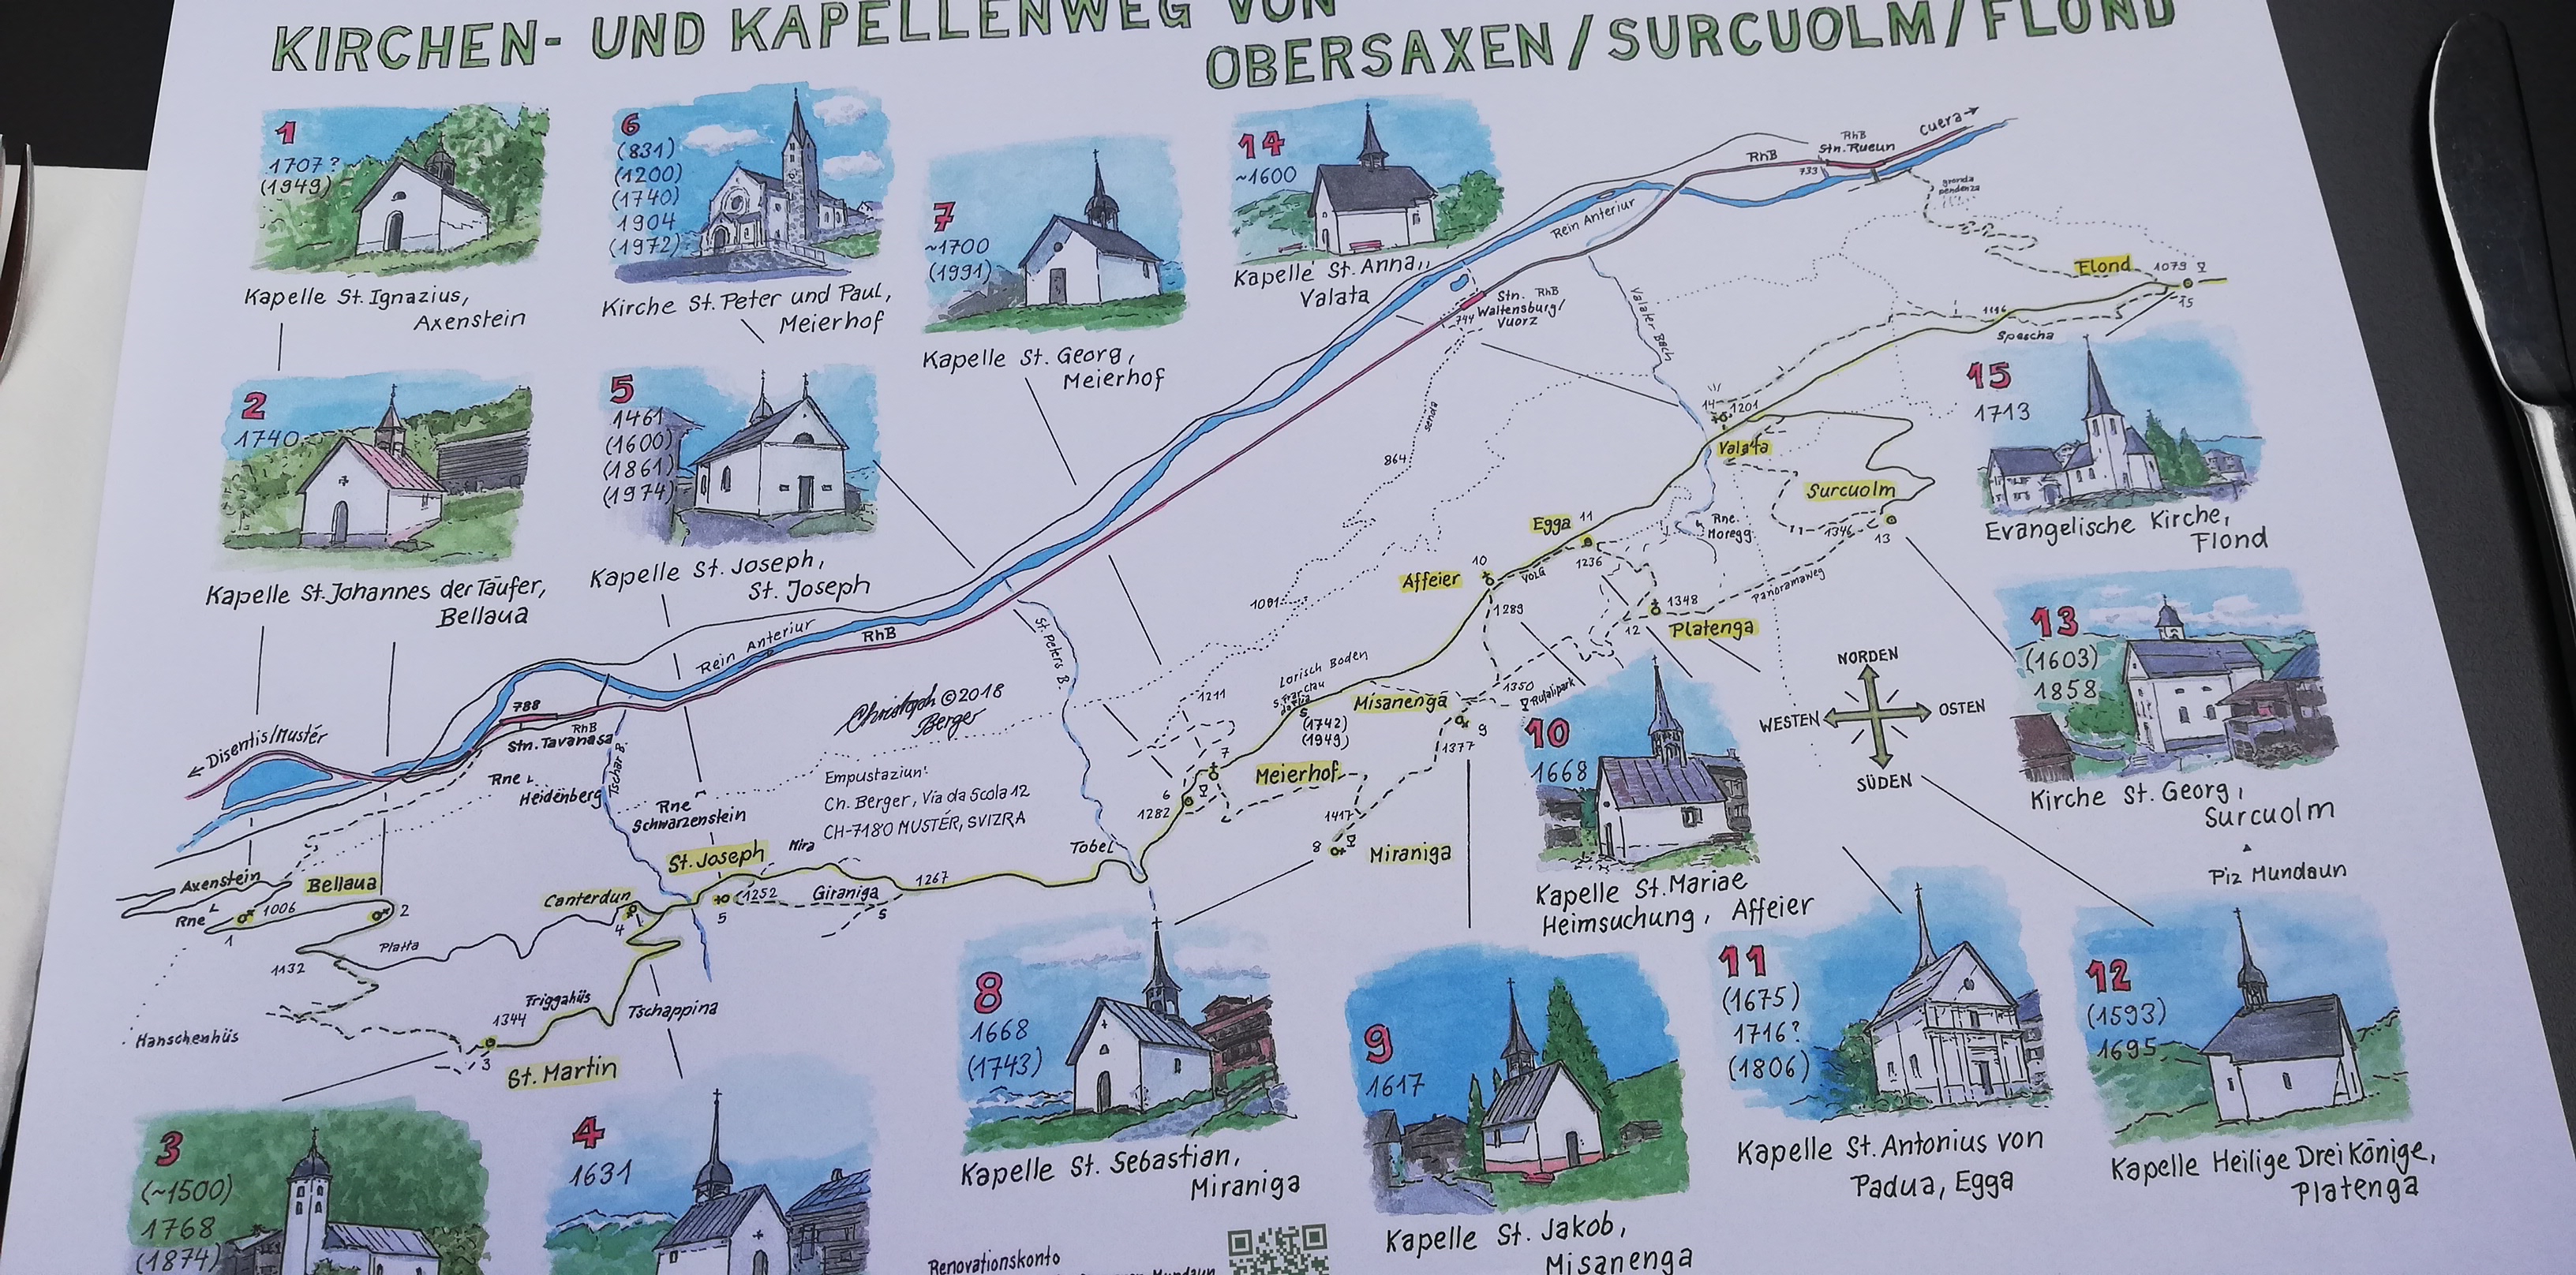 KIRCHEN- UND KAPELLENWEG VON
OBERSAXEN/SURCUOLM/FLOND
1
1707?
(1949)
Kapelle St. Ignazius,
Axenstein
6
(831)
(1200)
(1740)
1904
(1972)
Kirche St. Peter und Paul,
Meierhof
7
~1700
(1991)
Kapelle St. Georg,
Meierhof
14
~1600
Kapelle St. Anna,
Valata
2
1740
Kapelle St. Johannes der Täufer,
Bellaua
5
1461
(1600)
(1861)
(1974)
Kapelle St. Joseph,
St. Joseph
15
1713
Evangelische Kirche,
Flond
13
(1603)
1858
Kirche St. Georg,
Surcuolm
Piz Mundaun
Cuera
RhB
Stn. Rueun
RhB
733
Rein Anteriur
Stn. RhB
Waltensburg/
Vuorz
744
Valater Bach
Flond
1079
15
1116
Spescha
14
1201
Valata
Surcuolm
1346
13
senda
864
Rne.
Moregg
Egga 11
1236
10
Affeier
VOLG
1289
1348
12
Platenga
Panoramaweg
1081
NORDEN
WESTEN
OSTEN
SÜDEN
Rein Anteriur
RhB
St. Peters B.
Christoph ©2018
Berger
Empustaziun:
Ch. Berger, Via da Scola 12
CH-7180 MUSTÉR, SVIZRA
Disentis/Mustér
788
RhB
Stn. Tavanasa
Rne
Heidenberg
Tschar B.
Rne
Schwarzenstein
St. Joseph
Mira
1252
5
Giraniga
S
1267
Tobel
1211
Lorisch Boden
S
(1742)
(1949)
Misanenga
1350
Rufalipark
9
1377
7
Meierhof
6
1282
1417
8
Miraniga
Axenstein
Rne
1006
1
Bellaua
2
Canterdun
4
Platta
1132
Hanschenhüs
Friggahüs
1344
Tschappina
3
St. Martin
10
1668
Kapelle St. Mariae
Heimsuchung, Affeier
3
(~1500)
1768
(1874)
4
1631
8
1668
(1743)
Kapelle St. Sebastian,
Miraniga
9
1617
Kapelle St. Jakob,
Misanenga
11
(1675)
1716?
(1806)
Kapelle St. Antonius von
Padua, Egga
12
(1593)
1695
Kapelle Heilige Drei Könige,
Platenga
Renovationskonto